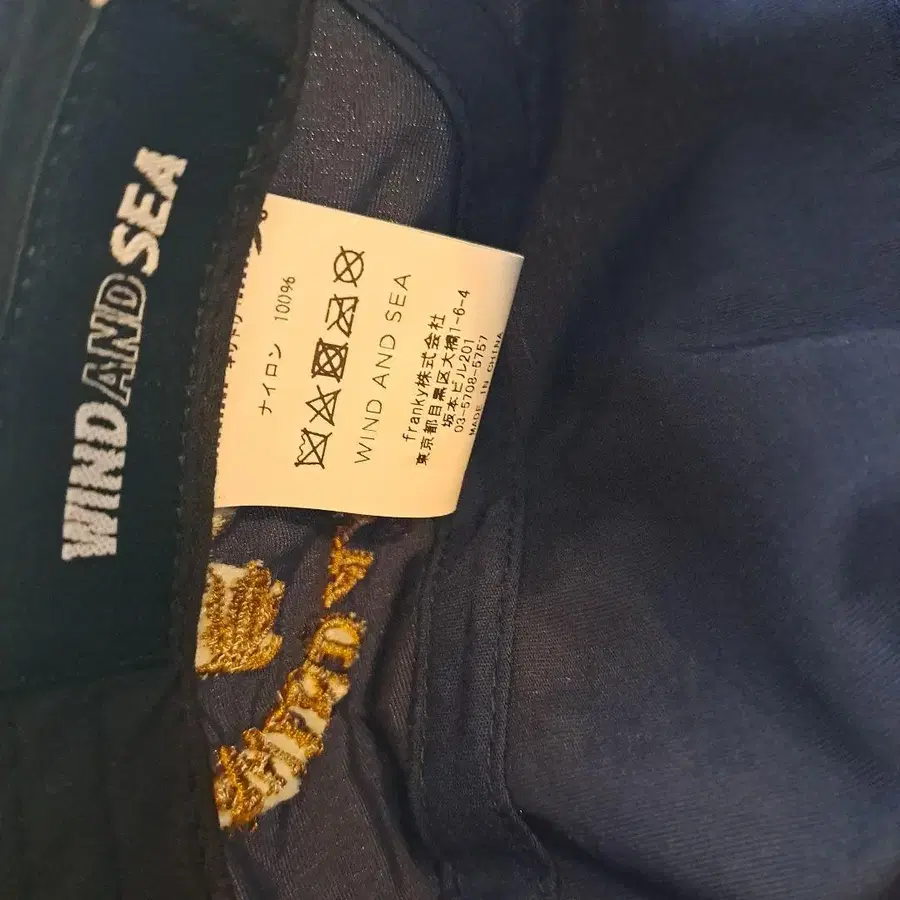 WIND AND SEA
ナイロン 100%
WIND AND SEA
franky株式会社
東京都目黒区大橋1-6-4
坂本ビル201
03-5708-5757
MADE IN CHINA